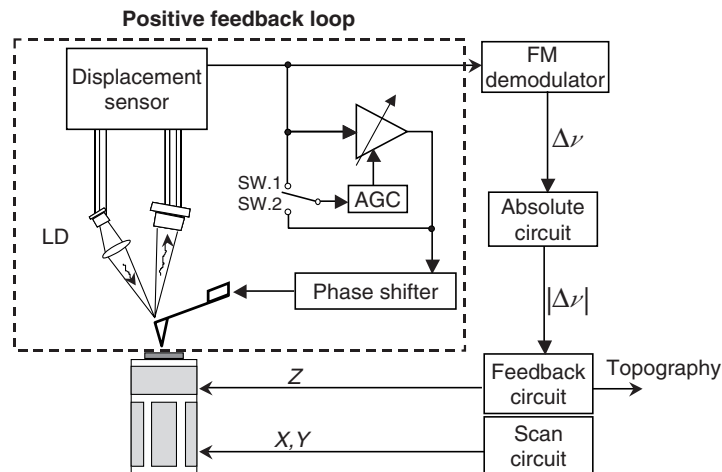 Positive feedback loop
Displacement
sensor
FM
demodulator
Δν
SW.1
SW.2
AGC
LD
Absolute
circuit
Phase shifter
|Δν|
Z
Feedback
circuit
Topography
X,Y
Scan
circuit